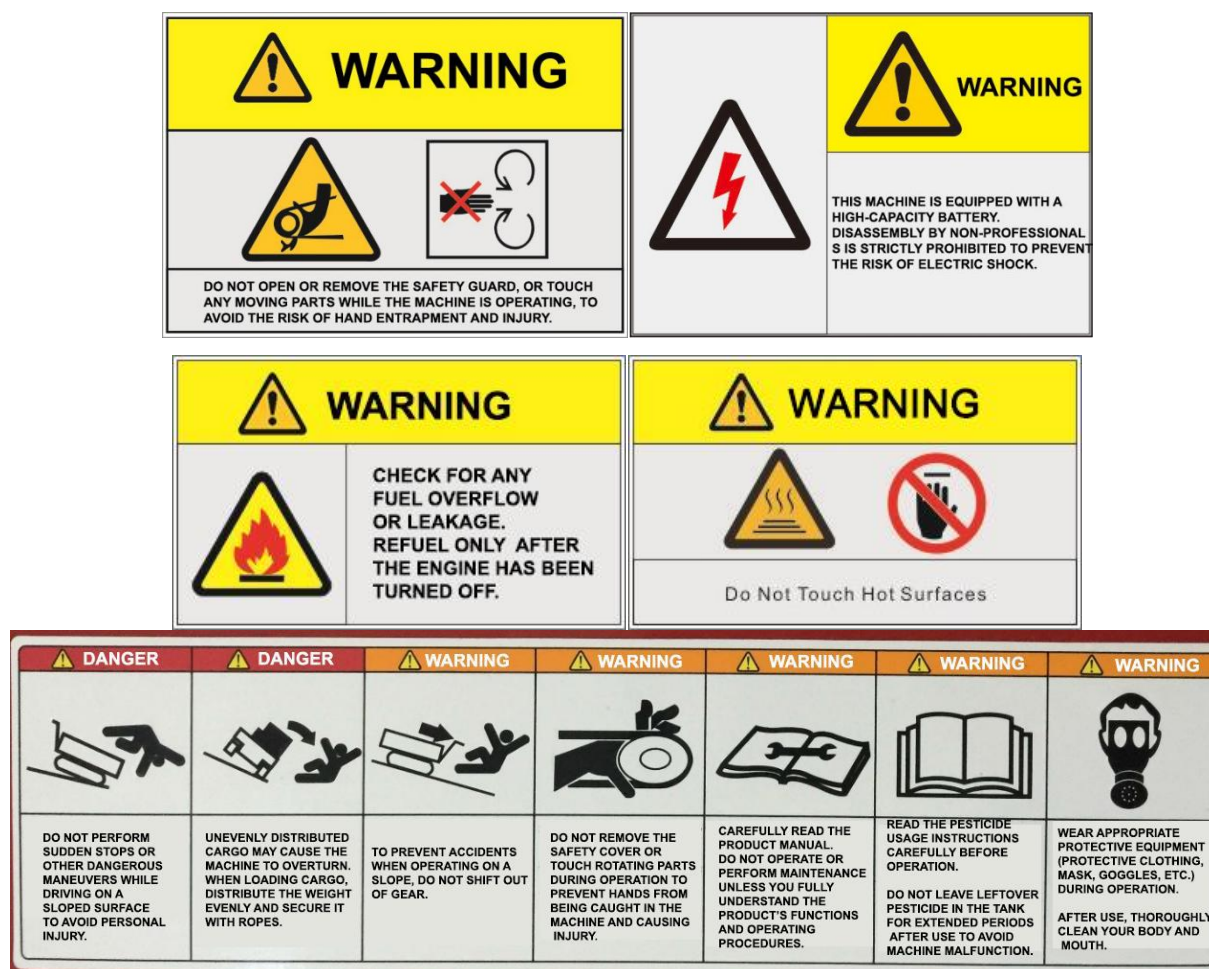 WARNING
DO NOT OPEN OR REMOVE THE SAFETY GUARD, OR TOUCH
ANY MOVING PARTS WHILE THE MACHINE IS OPERATING, TO
AVOID THE RISK OF HAND ENTRAPMENT AND INJURY.
WARNING
THIS MACHINE IS EQUIPPED WITH A
HIGH-CAPACITY BATTERY.
DISASSEMBLY BY NON-PROFESSIONAL
S IS STRICTLY PROHIBITED TO PREVENT
THE RISK OF ELECTRIC SHOCK.
WARNING
CHECK FOR ANY
FUEL OVERFLOW
OR LEAKAGE.
REFUEL ONLY AFTER
THE ENGINE HAS BEEN
TURNED OFF.
WARNING
Do Not Touch Hot Surfaces
DANGER
DO NOT PERFORM
SUDDEN STOPS OR
OTHER DANGEROUS
MANEUVERS WHILE
DRIVING ON A
SLOPED SURFACE
TO AVOID PERSONAL
INJURY.
DANGER
UNEVENLY DISTRIBUTED
CARGO MAY CAUSE THE
MACHINE TO OVERTURN.
WHEN LOADING CARGO,
DISTRIBUTE THE WEIGHT
EVENLY AND SECURE IT
WITH ROPES.
WARNING
TO PREVENT ACCIDENTS
WHEN OPERATING ON A
SLOPE, DO NOT SHIFT OUT
OF GEAR.
WARNING
DO NOT REMOVE THE
SAFETY COVER OR
TOUCH ROTATING PARTS
DURING OPERATION TO
PREVENT HANDS FROM
BEING CAUGHT IN THE
MACHINE AND CAUSING
INJURY.
WARNING
CAREFULLY READ THE
PRODUCT MANUAL.
DO NOT OPERATE OR
PERFORM MAINTENANCE
UNLESS YOU FULLY
UNDERSTAND THE
PRODUCT'S FUNCTIONS
AND OPERATING
PROCEDURES.
WARNING
READ THE PESTICIDE
USAGE INSTRUCTIONS
CAREFULLY BEFORE
OPERATION.
DO NOT LEAVE LEFTOVER
PESTICIDE IN THE TANK
FOR EXTENDED PERIODS
AFTER USE TO AVOID
MACHINE MALFUNCTION.
WARNING
WEAR APPROPRIATE
PROTECTIVE EQUIPMENT
(PROTECTIVE CLOTHING,
MASK, GOGGLES, ETC.)
DURING OPERATION.
AFTER USE, THOROUGHLY
CLEAN YOUR BODY AND
MOUTH.